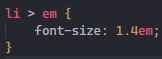 li > em {
    font-size: 1.4em;
}